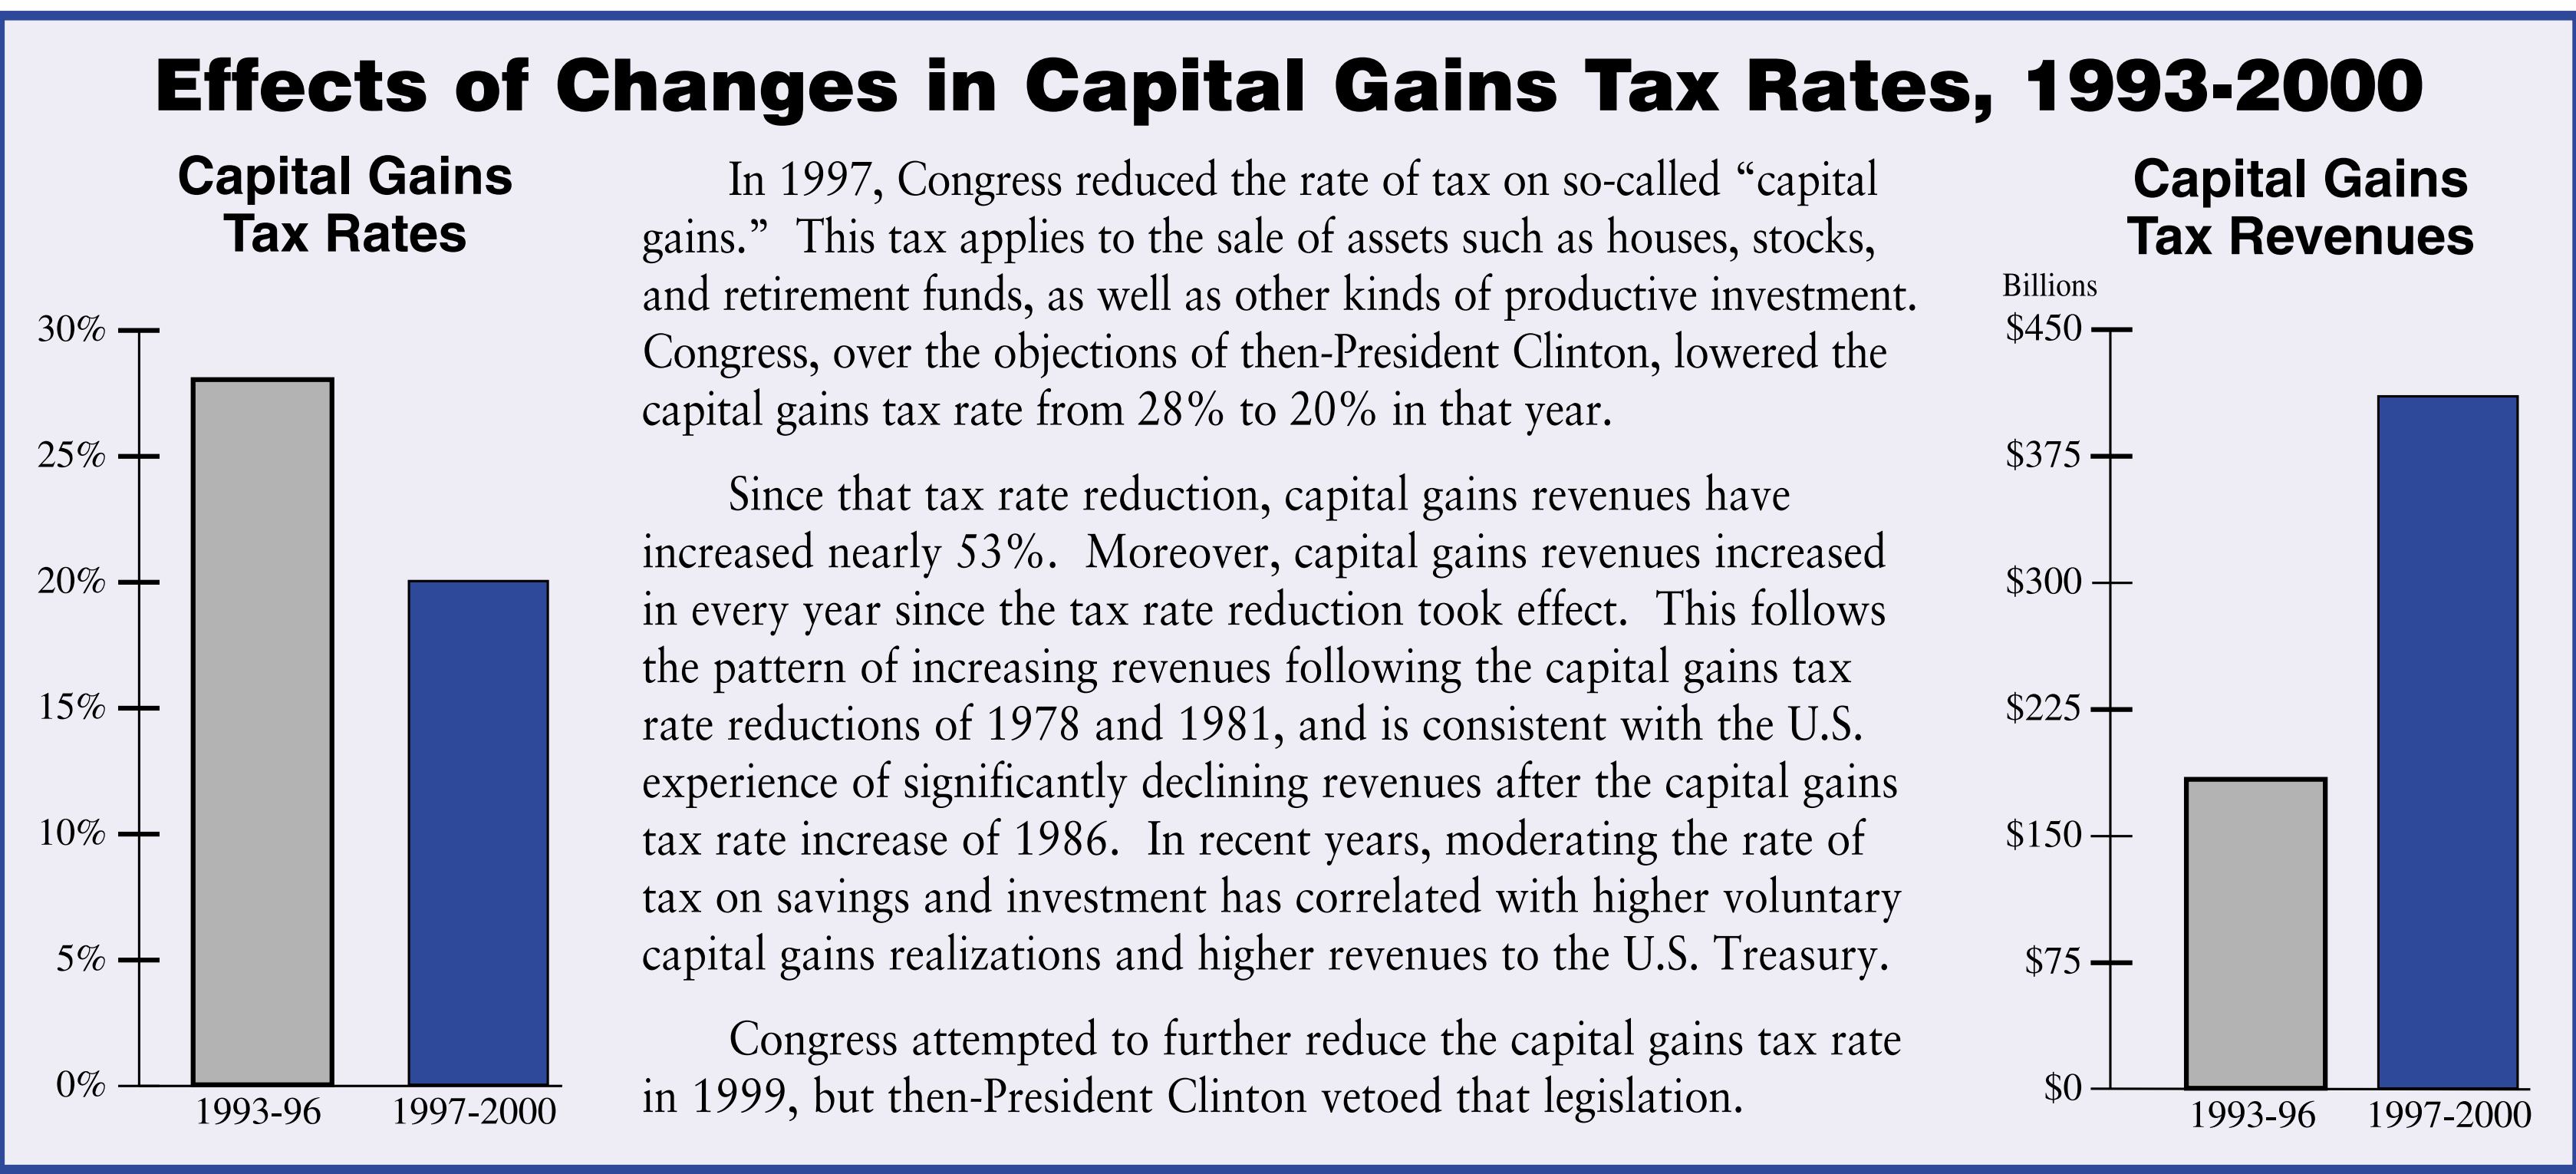 Effects of Changes in Capital Gains Tax Rates, 1993-2000
Capital Gains
Tax Rates
30%
25%
20%
15%
10%
5%
0%
1993-96
1997-2000
In 1997, Congress reduced the rate of tax on so-called “capital
gains.” This tax applies to the sale of assets such as houses, stocks,
and retirement funds, as well as other kinds of productive investment.
Congress, over the objections of then-President Clinton, lowered the
capital gains tax rate from 28% to 20% in that year.
Since that tax rate reduction, capital gains revenues have
increased nearly 53%. Moreover, capital gains revenues increased
in every year since the tax rate reduction took effect. This follows
the pattern of increasing revenues following the capital gains tax
rate reductions of 1978 and 1981, and is consistent with the U.S.
experience of significantly declining revenues after the capital gains
tax rate increase of 1986. In recent years, moderating the rate of
tax on savings and investment has correlated with higher voluntary
capital gains realizations and higher revenues to the U.S. Treasury.
Congress attempted to further reduce the capital gains tax rate
in 1999, but then-President Clinton vetoed that legislation.
Capital Gains
Tax Revenues
Billions
$450
$375
$300
$225
$150
$75
$0
1993-96
1997-2000